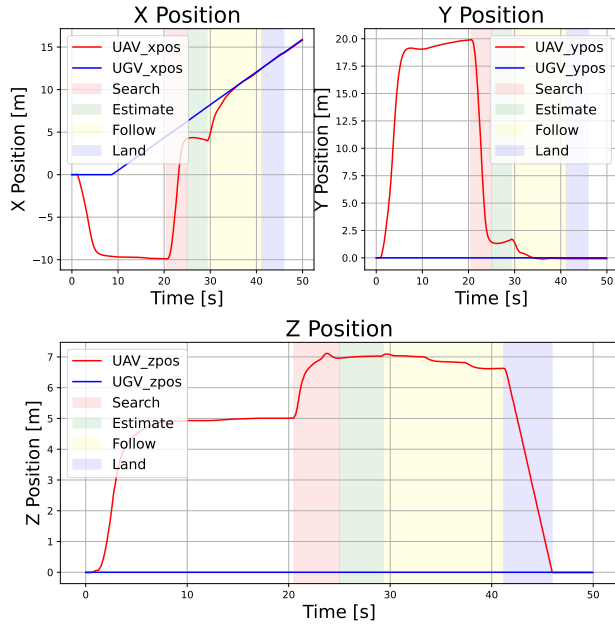 X Position
X Position [m]
15
10
5
0
−5
−10
UAV_xpos
UGV_xpos
Search
Estimate
Follow
Land
0
10
20
30
40
50
Time [s]
Y Position
Y Position [m]
20.0
17.5
15.0
12.5
10.0
7.5
5.0
2.5
0.0
UAV_ypos
UGV_ypos
Search
Estimate
Follow
Land
0
10
20
30
40
50
Time [s]
Z Position
Z Position [m]
7
6
5
4
3
2
1
0
UAV_zpos
UGV_zpos
Search
Estimate
Follow
Land
0
10
20
30
40
50
Time [s]